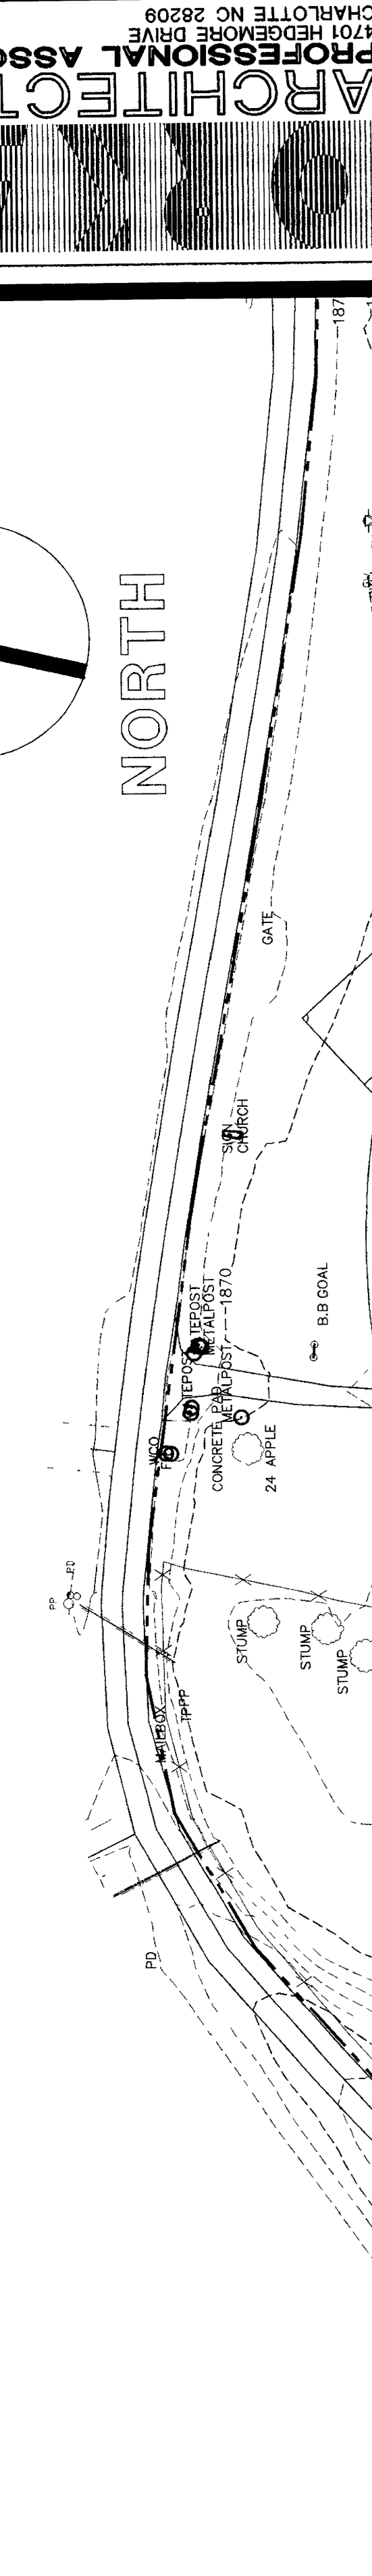 ARCHITECT
PROFESSIONAL ASSO
4701 HEDGEMORE DRIVE
CHARLOTTE NC 28209
187
NORTH
GATE
SIGN
CHURCH
1870
METALPOST
TEPOST
B.B GOAL
TEPOST
METALPOST
CONCRETE PAD
WCO
24 APPLE
PD
PP
STUMP
STUMP
STUMP
MAILBOX
TPPP
PD